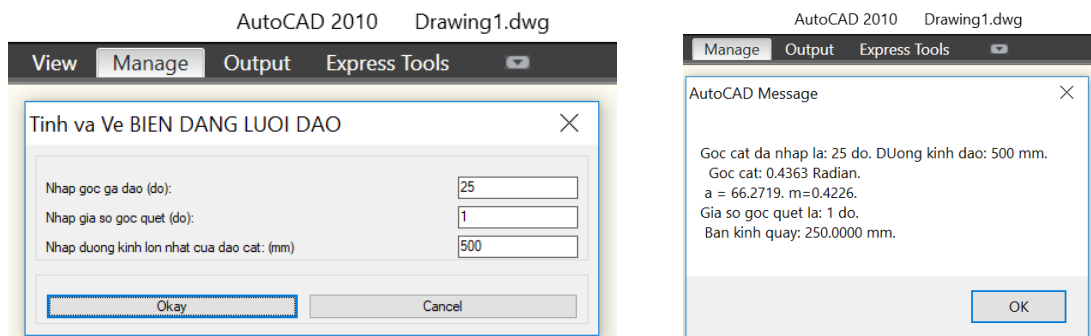 AutoCAD 2010 Drawing1.dwg
View Manage Output Express Tools
Tinh va Ve BIEN DANG LUOI DAO
Nhap goc ga dao (do): 25
Nhap gia so goc quet (do): 1
Nhap duong kinh lon nhat cua dao cat: (mm) 500
Okay Cancel
AutoCAD 2010 Drawing1.dwg
Manage Output Express Tools
AutoCAD Message
Goc cat da nhap la: 25 do. DUong kinh dao: 500 mm.
Goc cat: 0.4363 Radian.
a = 66.2719. m=0.4226.
Gia so goc quet la: 1 do.
Ban kinh quay: 250.0000 mm.
OK